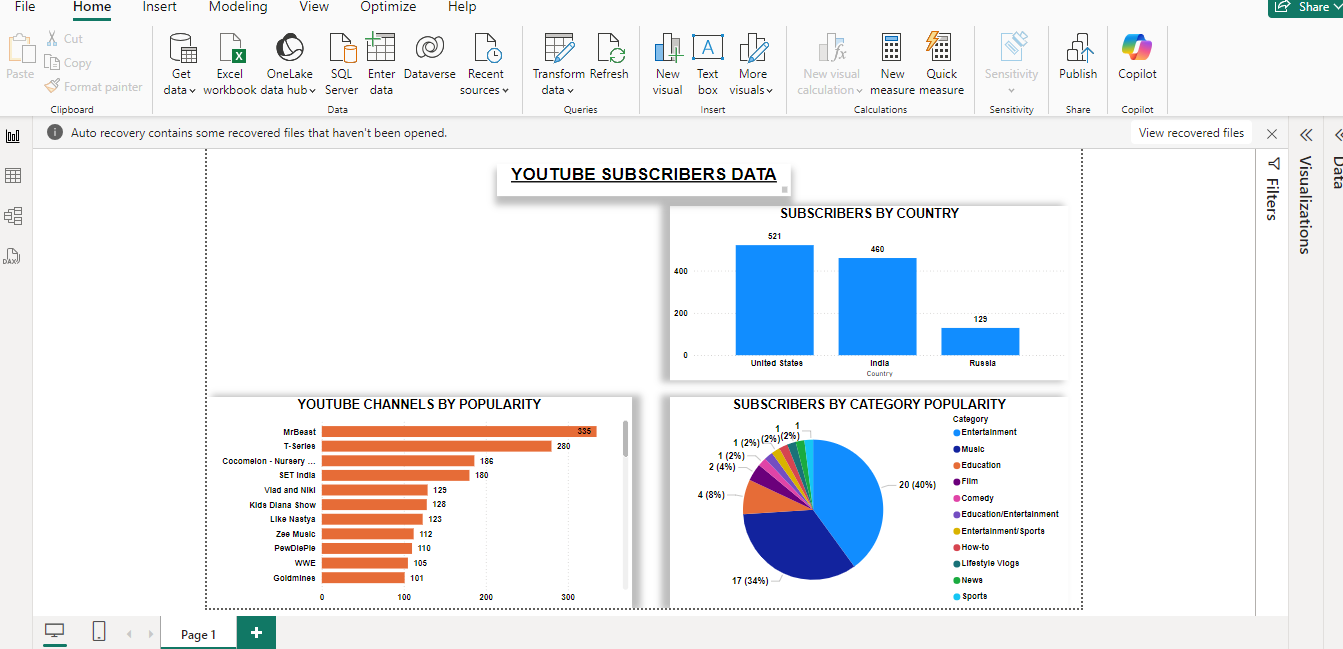 File Home Insert Modeling View Optimize Help Share
Paste
Cut
Copy
Format painter
Clipboard
Get data
Excel workbook
OneLake data hub
SQL Server
Enter data
Dataverse
Recent sources
Data
Transform data
Refresh
Queries
New visual
Text box
More visuals
Insert
New visual calculation
New measure
Quick measure
Calculations
Sensitivity
Sensitivity
Publish
Share
Copilot
Copilot
Auto recovery contains some recovered files that haven't been opened.
View recovered files
YOUTUBE SUBSCRIBERS DATA
SUBSCRIBERS BY COUNTRY
521
460
129
400
200
0
United States
India
Russia
Country
YOUTUBE CHANNELS BY POPULARITY
MrBeast 335
T-Series 280
Cocomelon - Nursery ... 186
SET India 180
Vlad and Niki 129
Kids Diana Show 128
Like Nastya 123
Zee Music 112
PewDiePie 110
WWE 105
Goldmines 101
0 100 200 300
SUBSCRIBERS BY CATEGORY POPULARITY
20 (40%)
17 (34%)
4 (8%)
2 (4%)
1 (2%)
1 (2%)
1 (2%)
1 (2%)
1
Category
Entertainment
Music
Education
Film
Comedy
Education/Entertainment
Entertainment/Sports
How-to
Lifestyle Vlogs
News
Sports
Filters
Visualizations
Data
DAX
Page 1